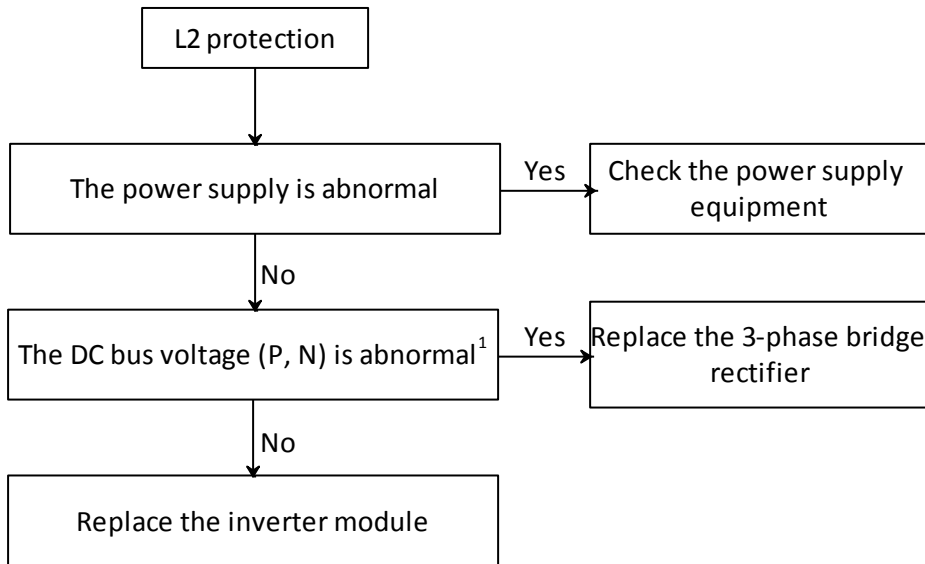 L2 protection
The power supply is abnormal
Yes
Check the power supply
equipment
No
The DC bus voltage (P, N) is abnormal¹
Yes
Replace the 3-phase bridge
rectifier
No
Replace the inverter module